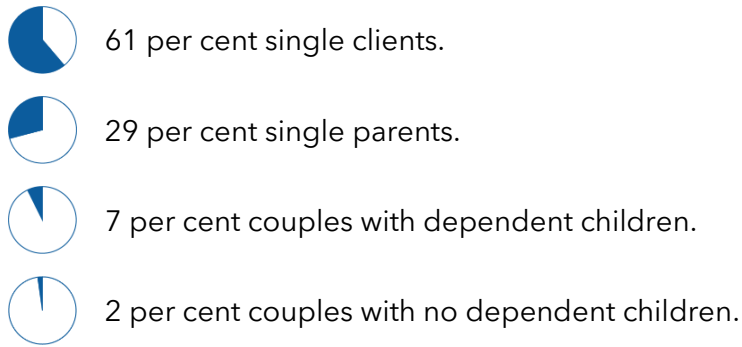 61 per cent single clients.
29 per cent single parents.
7 per cent couples with dependent children.
2 per cent couples with no dependent children.